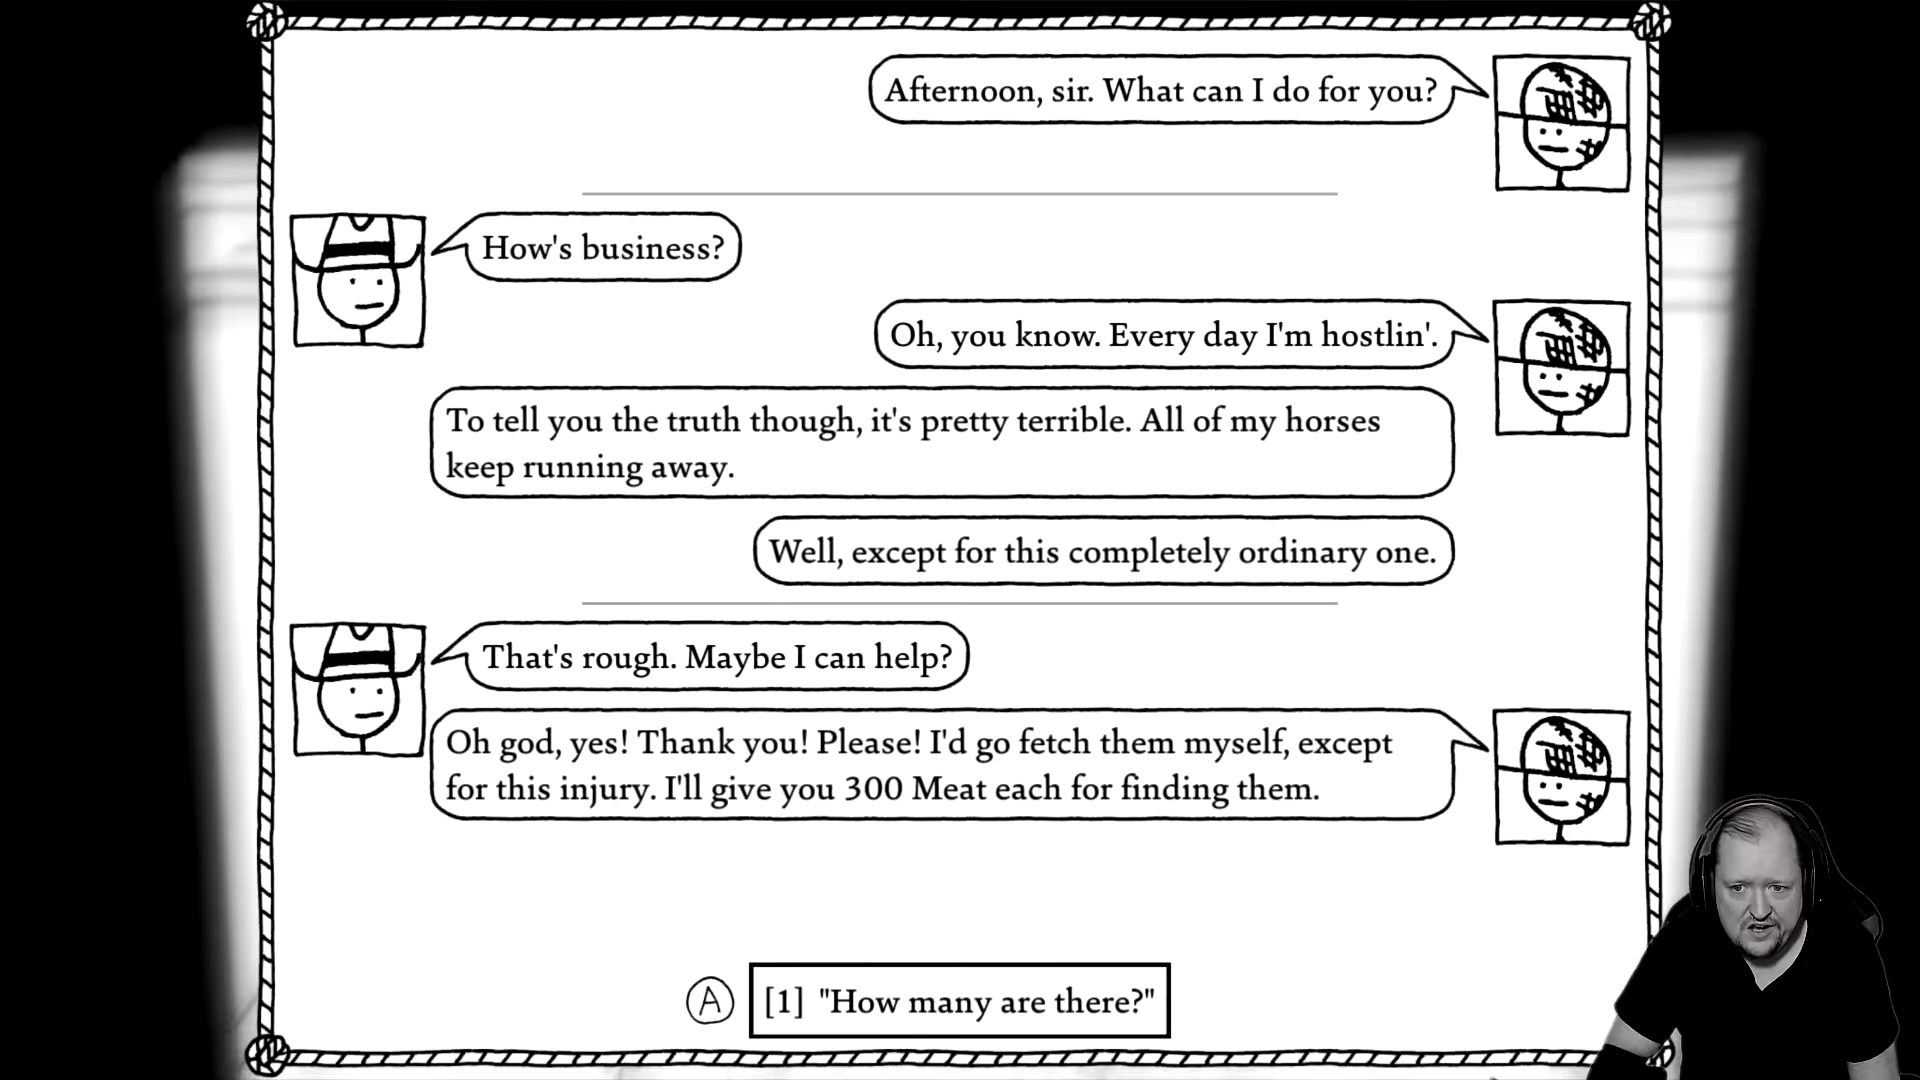 Afternoon, sir. What can I do for you?
How's business?
Oh, you know. Every day I'm hostlin'.
To tell you the truth though, it's pretty terrible. All of my horses
keep running away.
Well, except for this completely ordinary one.
That's rough. Maybe I can help?
Oh god, yes! Thank you! Please! I'd go fetch them myself, except
for this injury. I'll give you 300 Meat each for finding them.
A [1] "How many are there?"